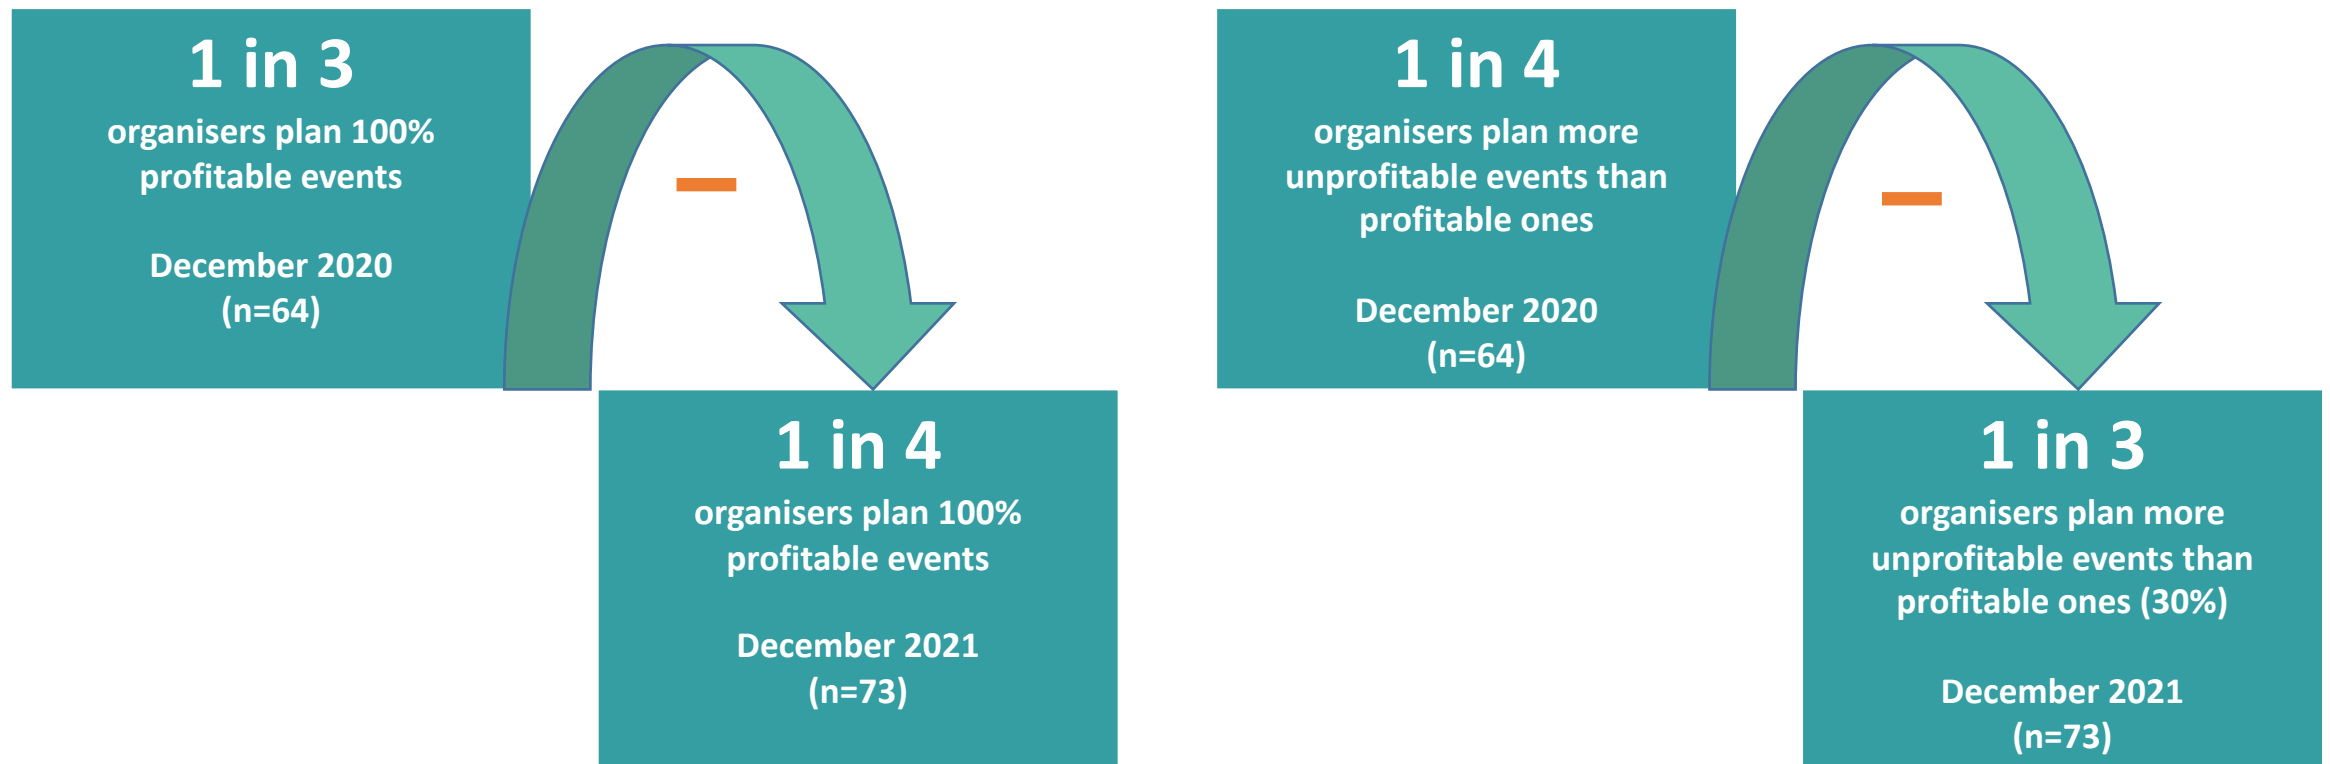 1 in 3
organisers plan 100%
profitable events
December 2020
(n=64)
1 in 4
organisers plan 100%
profitable events
December 2021
(n=73)
1 in 4
organisers plan more
unprofitable events than
profitable ones
December 2020
(n=64)
1 in 3
organisers plan more
unprofitable events than
profitable ones (30%)
December 2021
(n=73)